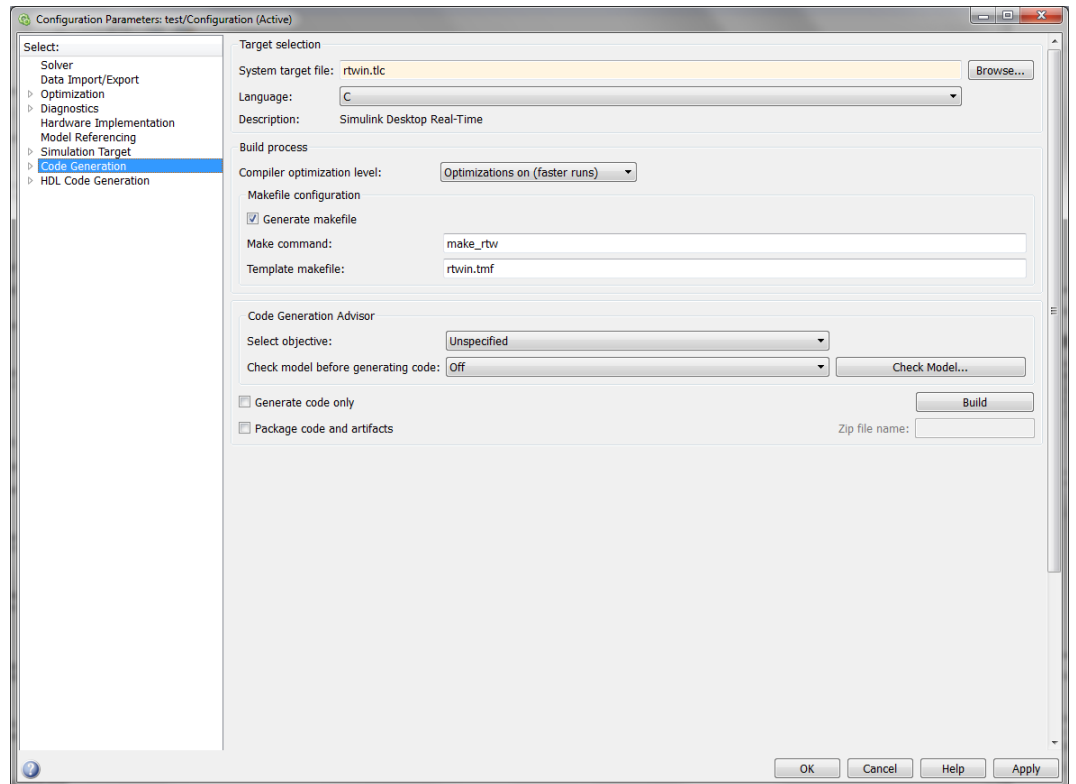 Configuration Parameters: test/Configuration (Active)
Select:
Solver
Data Import/Export
Optimization
Diagnostics
Hardware Implementation
Model Referencing
Simulation Target
Code Generation
HDL Code Generation
Target selection
System target file: rtwin.tlc Browse...
Language: C
Description: Simulink Desktop Real-Time
Build process
Compiler optimization level: Optimizations on (faster runs)
Makefile configuration
Generate makefile
Make command: make_rtw
Template makefile: rtwin.tmf
Code Generation Advisor
Select objective: Unspecified
Check model before generating code: Off Check Model...
Generate code only Build
Package code and artifacts Zip file name:
OK Cancel Help Apply